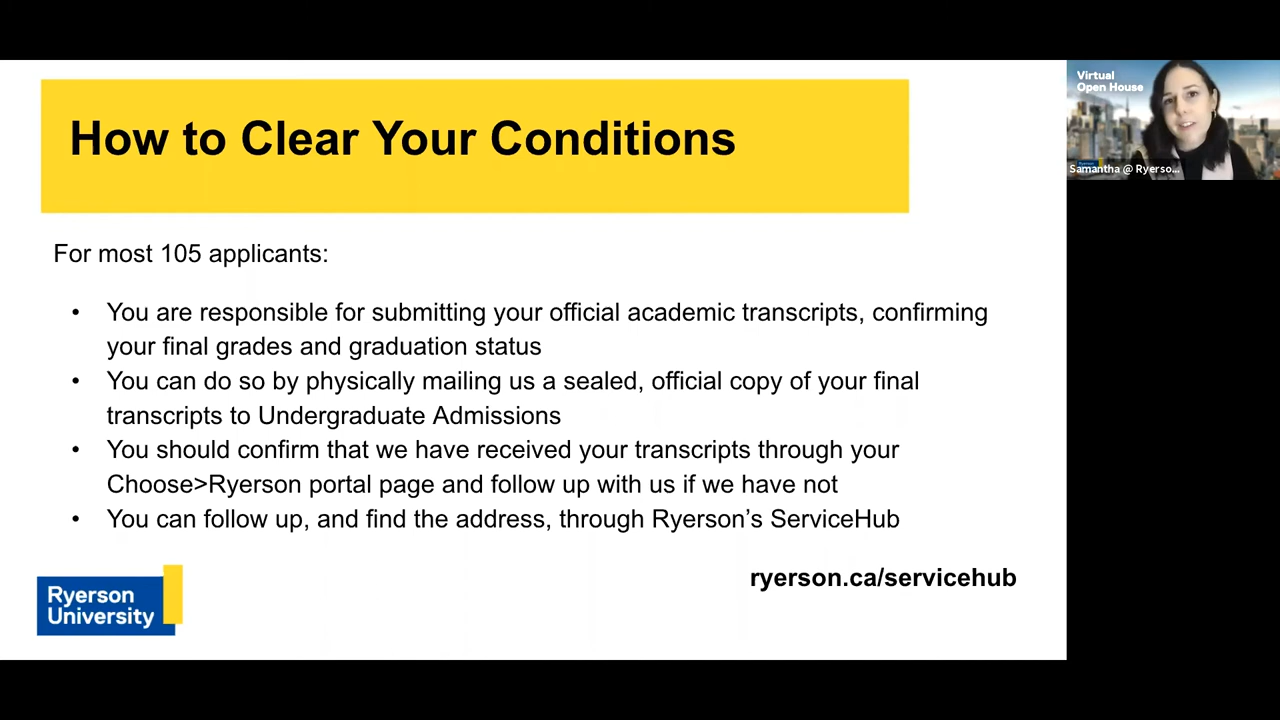 How to Clear Your Conditions
For most 105 applicants:
• You are responsible for submitting your official academic transcripts, confirming
your final grades and graduation status
• You can do so by physically mailing us a sealed, official copy of your final
transcripts to Undergraduate Admissions
• You should confirm that we have received your transcripts through your
Choose>Ryerson portal page and follow up with us if we have not
• You can follow up, and find the address, through Ryerson’s ServiceHub
ryerson.ca/servicehub
Ryerson
University
Virtual
Open House
Samantha @ Ryerso...